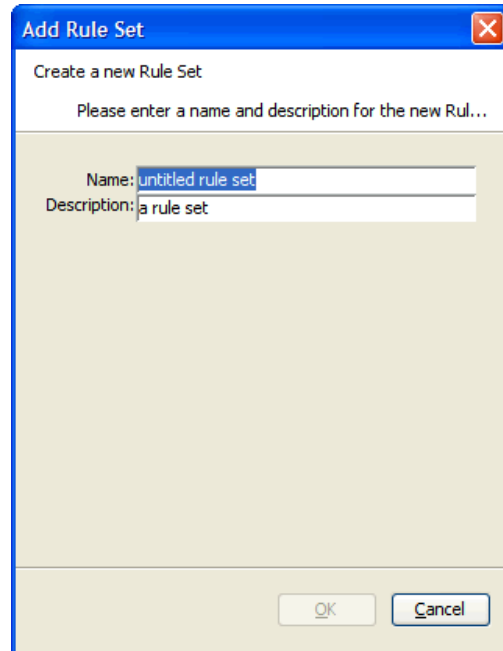 Add Rule Set
Create a new Rule Set
Please enter a name and description for the new Rul...
Name: untitled rule set
Description: a rule set
OK Cancel